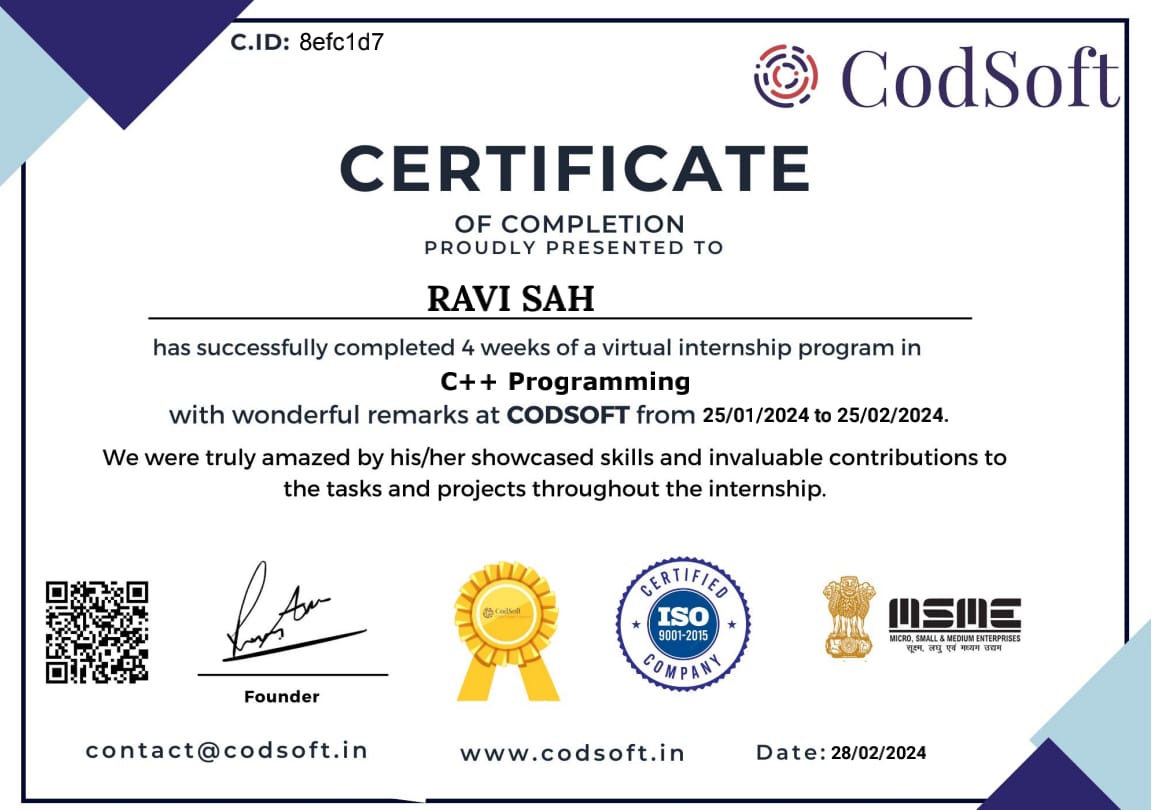 C.ID: 8efc1d7
CodSoft
CERTIFICATE
OF COMPLETION
PROUDLY PRESENTED TO
RAVI SAH
has successfully completed 4 weeks of a virtual internship program in
C++ Programming
with wonderful remarks at CODSOFT from 25/01/2024 to 25/02/2024.
We were truly amazed by his/her showcased skills and invaluable contributions to
the tasks and projects throughout the internship.
Founder
CodSoft
CERTIFIED
ISO
9001-2015
COMPANY
MSME
MICRO, SMALL & MEDIUM ENTERPRISES
सूक्ष्म, लघु एवं मध्यम उद्यम
contact@codsoft.in
www.codsoft.in
Date: 28/02/2024